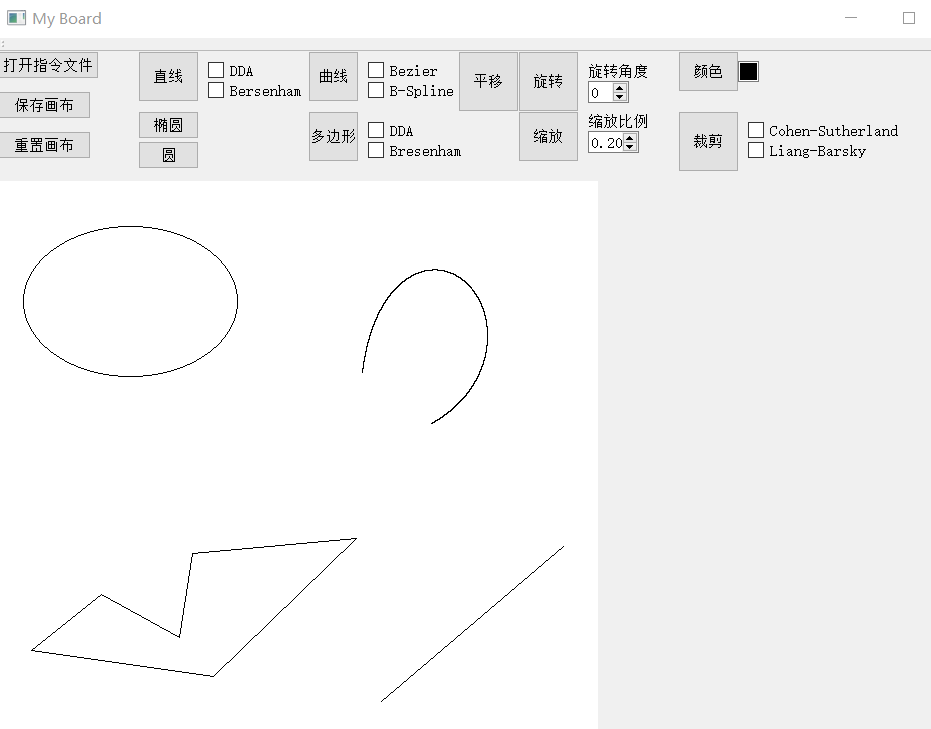 My Board
打开指令文件
保存画布
重置画布
直线
DDA
Bersenham
椭圆
圆
曲线
Bezier
B-Spline
多边形
DDA
Bresenham
平移
旋转
旋转角度
0
缩放
缩放比例
0.20
颜色
裁剪
Cohen-Sutherland
Liang-Barsky